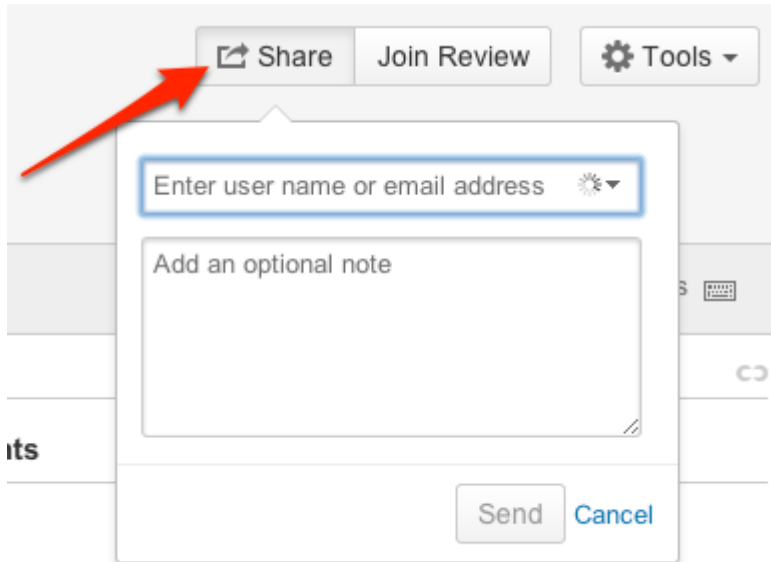 Share Join Review Tools
Enter user name or email address
Add an optional note
s
nts
Send Cancel